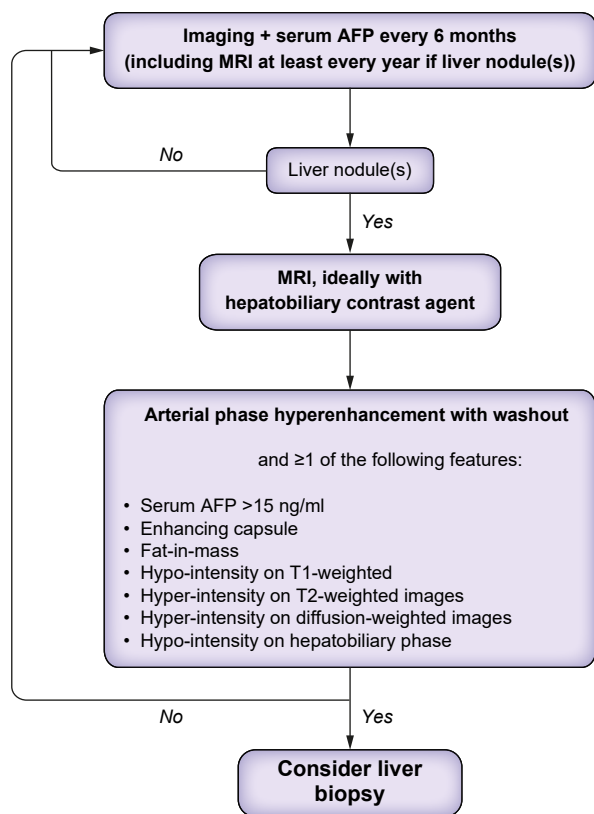 Imaging + serum AFP every 6 months
(including MRI at least every year if liver nodule(s))
No
Liver nodule(s)
Yes
MRI, ideally with
hepatobiliary contrast agent
Arterial phase hyperenhancement with washout
and ≥1 of the following features:
• Serum AFP >15 ng/ml
• Enhancing capsule
• Fat-in-mass
• Hypo-intensity on T1-weighted
• Hyper-intensity on T2-weighted images
• Hyper-intensity on diffusion-weighted images
• Hypo-intensity on hepatobiliary phase
No
Yes
Consider liver
biopsy